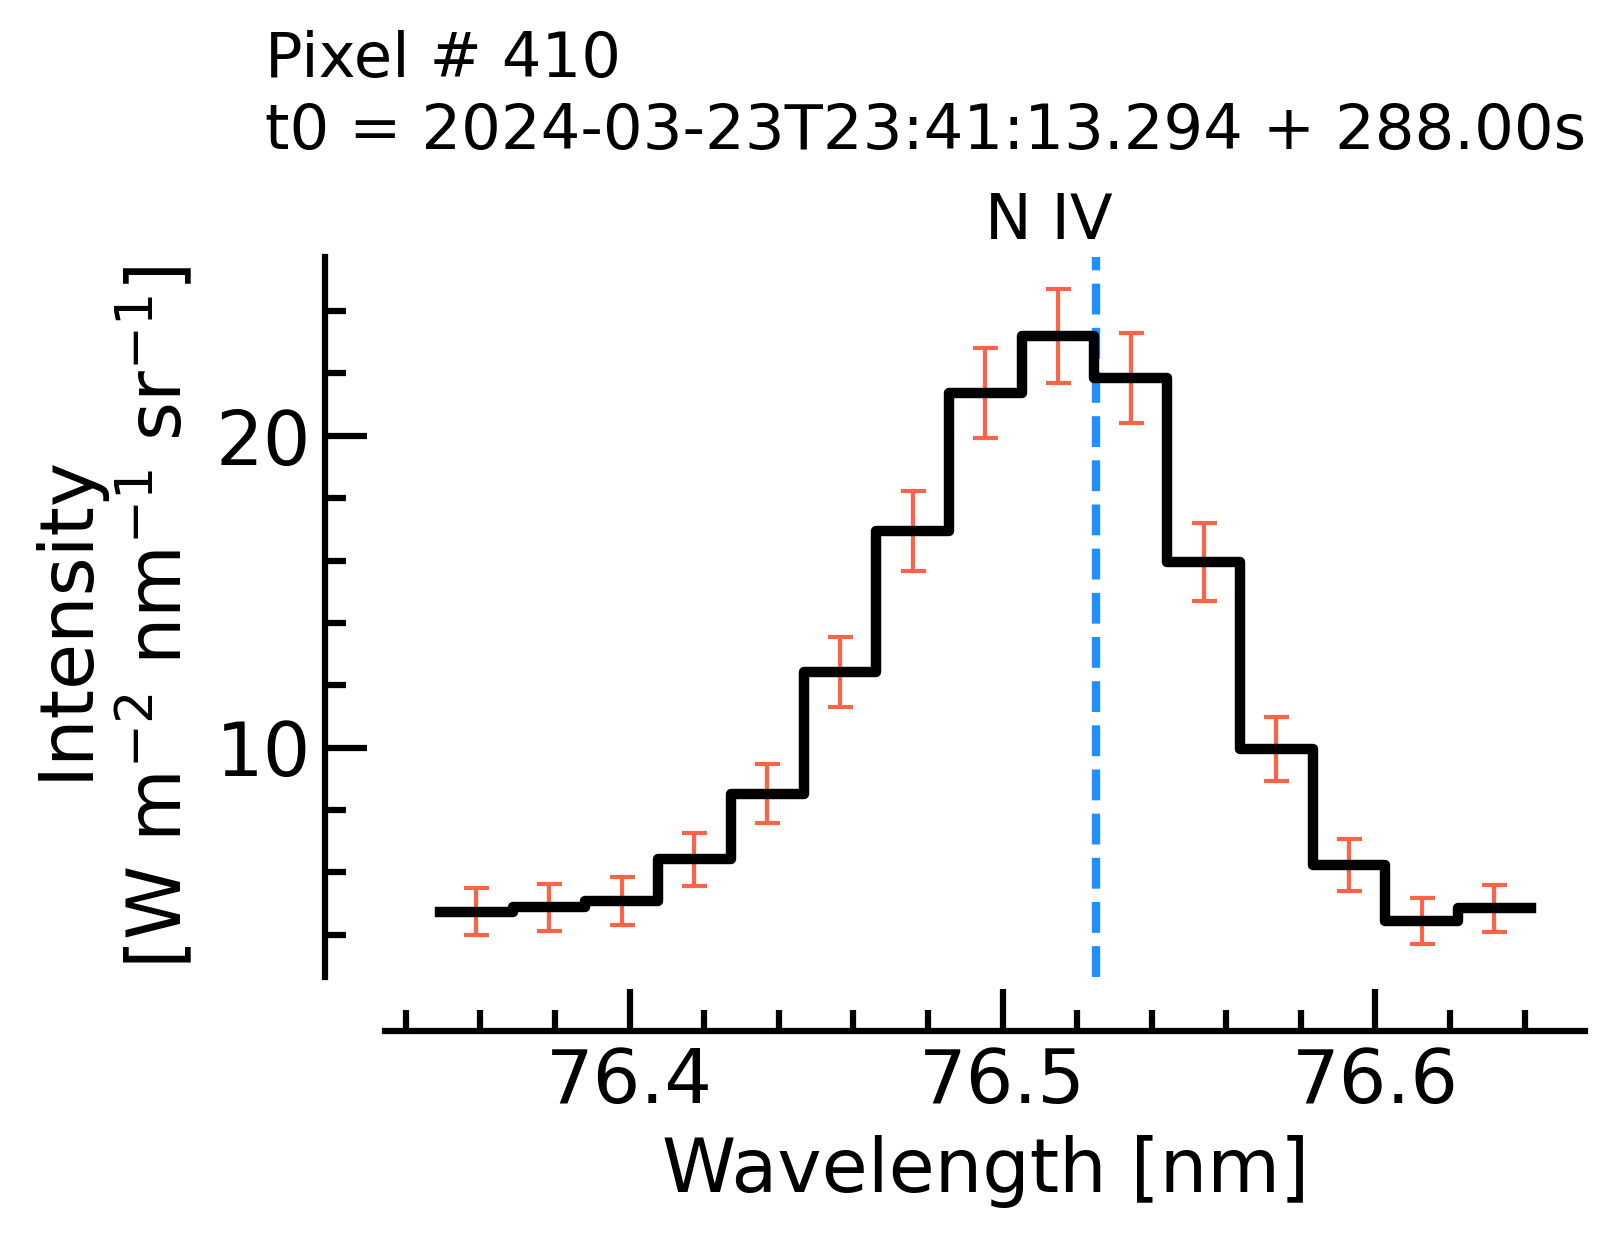 Pixel # 410
t0 = 2024-03-23T23:41:13.294 + 288.00s
N IV
Intensity
[W m⁻² nm⁻¹ sr⁻¹]
20
10
76.4 76.5 76.6
Wavelength [nm]